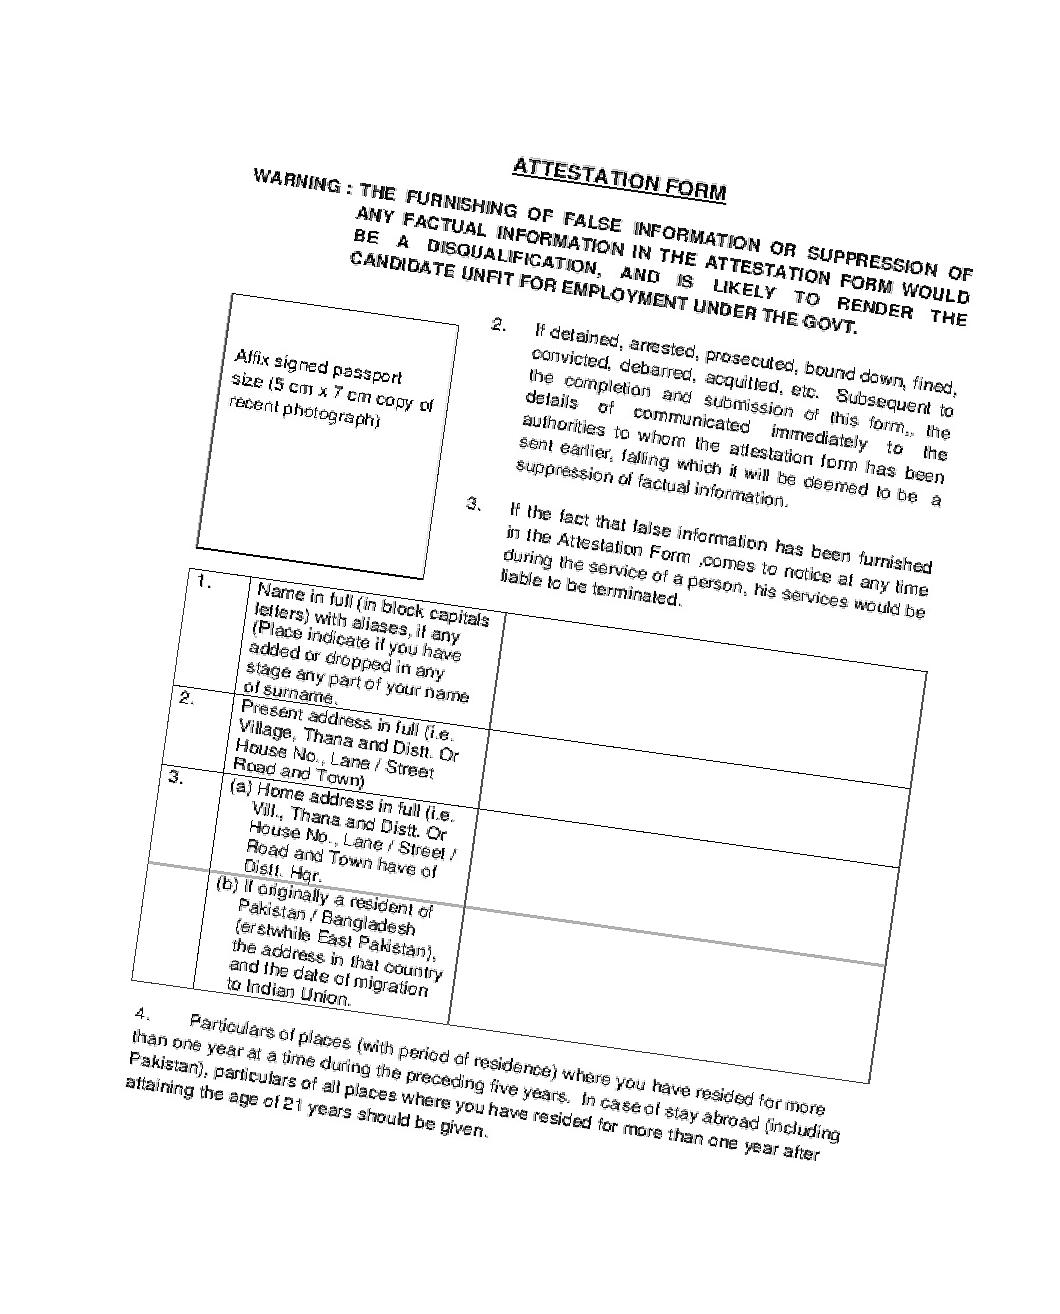 ATTESTATION FORM
WARNING : THE FURNISHING OF FALSE INFORMATION OR SUPPRESSION OF
ANY FACTUAL INFORMATION IN THE ATTESTATION FORM WOULD
BE A DISQUALIFICATION, AND IS LIKELY TO RENDER THE
CANDIDATE UNFIT FOR EMPLOYMENT UNDER THE GOVT.
Affix signed passport
size (5 cm x 7 cm copy of
recent photograph)
2. If detained, arrested, prosecuted, bound down, fined,
convicted, debarred, acquitted, etc. Subsequent to
the completion and submission of this form,, the
details of communicated immediately to the
authorities to whom the attestation form has been
sent earlier, falling which it will be deemed to be a
suppression of factual information.
3. If the fact that false information has been furnished
in the Attestation Form ,comes to notice at any time
during the service of a person, his services would be
liable to be terminated.
1. Name in full (in block capitals
letters) with aliases, if any
(Place indicate if you have
added or dropped in any
stage any part of your name
of surname.
2. Present address in full (i.e.
Village, Thana and Distt. Or
House No., Lane / Street
Road and Town)
3. (a) Home address in full (i.e.
Vill., Thana and Distt. Or
House No., Lane / Street /
Road and Town have of
Distt. Hqr.
(b) If originally a resident of
Pakistan / Bangladesh
(erstwhile East Pakistan),
the address in that country
and the date of migration
to Indian Union.
4. Particulars of places (with period of residence) where you have resided for more
than one year at a time during the preceding five years. In case of stay abroad (including
Pakistan), particulars of all places where you have resided for more than one year after
attaining the age of 21 years should be given.